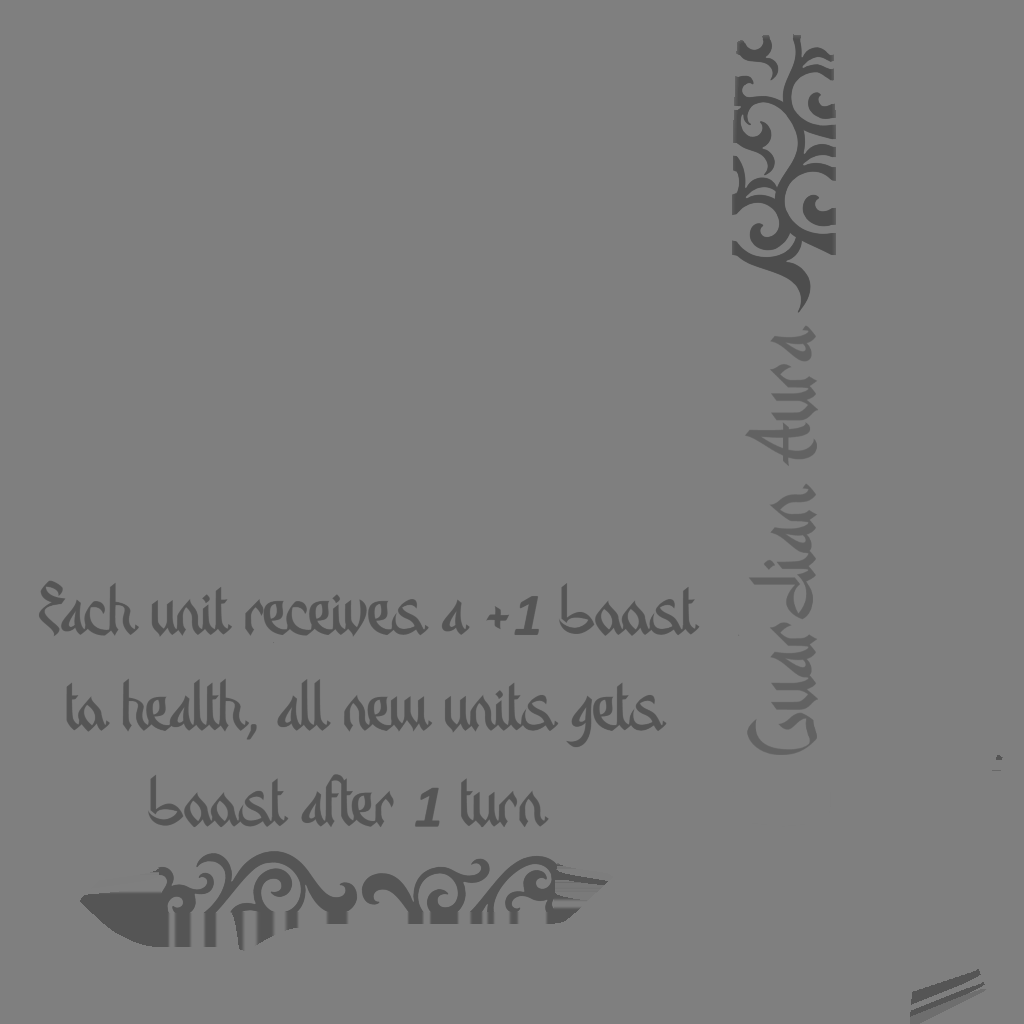 Guardian Aura
Each unit receives a +1 boost
to health, all new units gets
boost after 1 turn